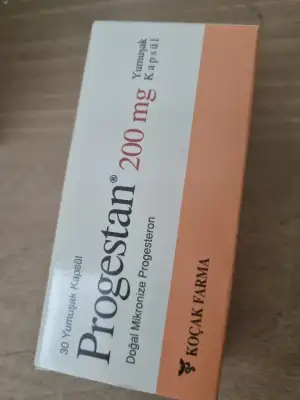 30 Yumuşak Kapsül
Progestan® 200 mg Yumuşak
Kapsül
Doğal Mikronize Progesteron
KOÇAK FARMA